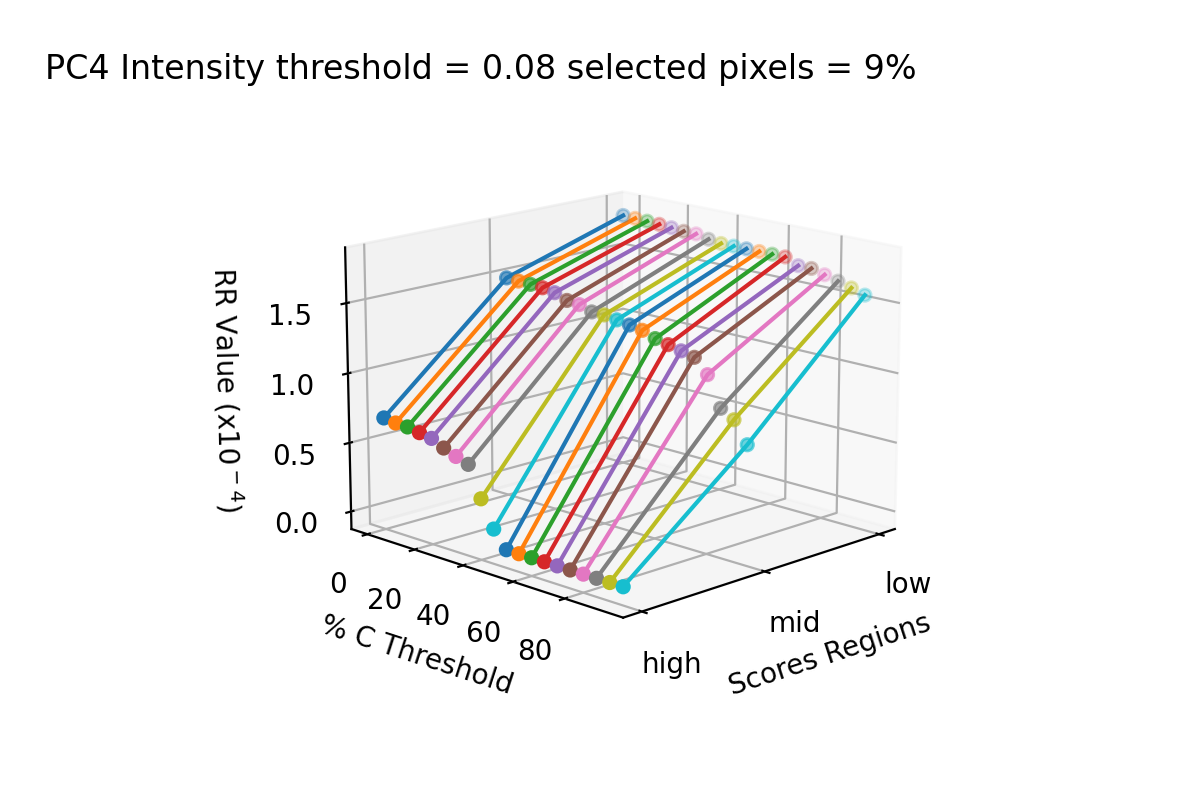 PC4 Intensity threshold = 0.08 selected pixels = 9%
RR Value (x10⁻⁴)
1.5
1.0
0.5
0.0
0
20
40
60
80
% C Threshold
high
mid
low
Scores Regions